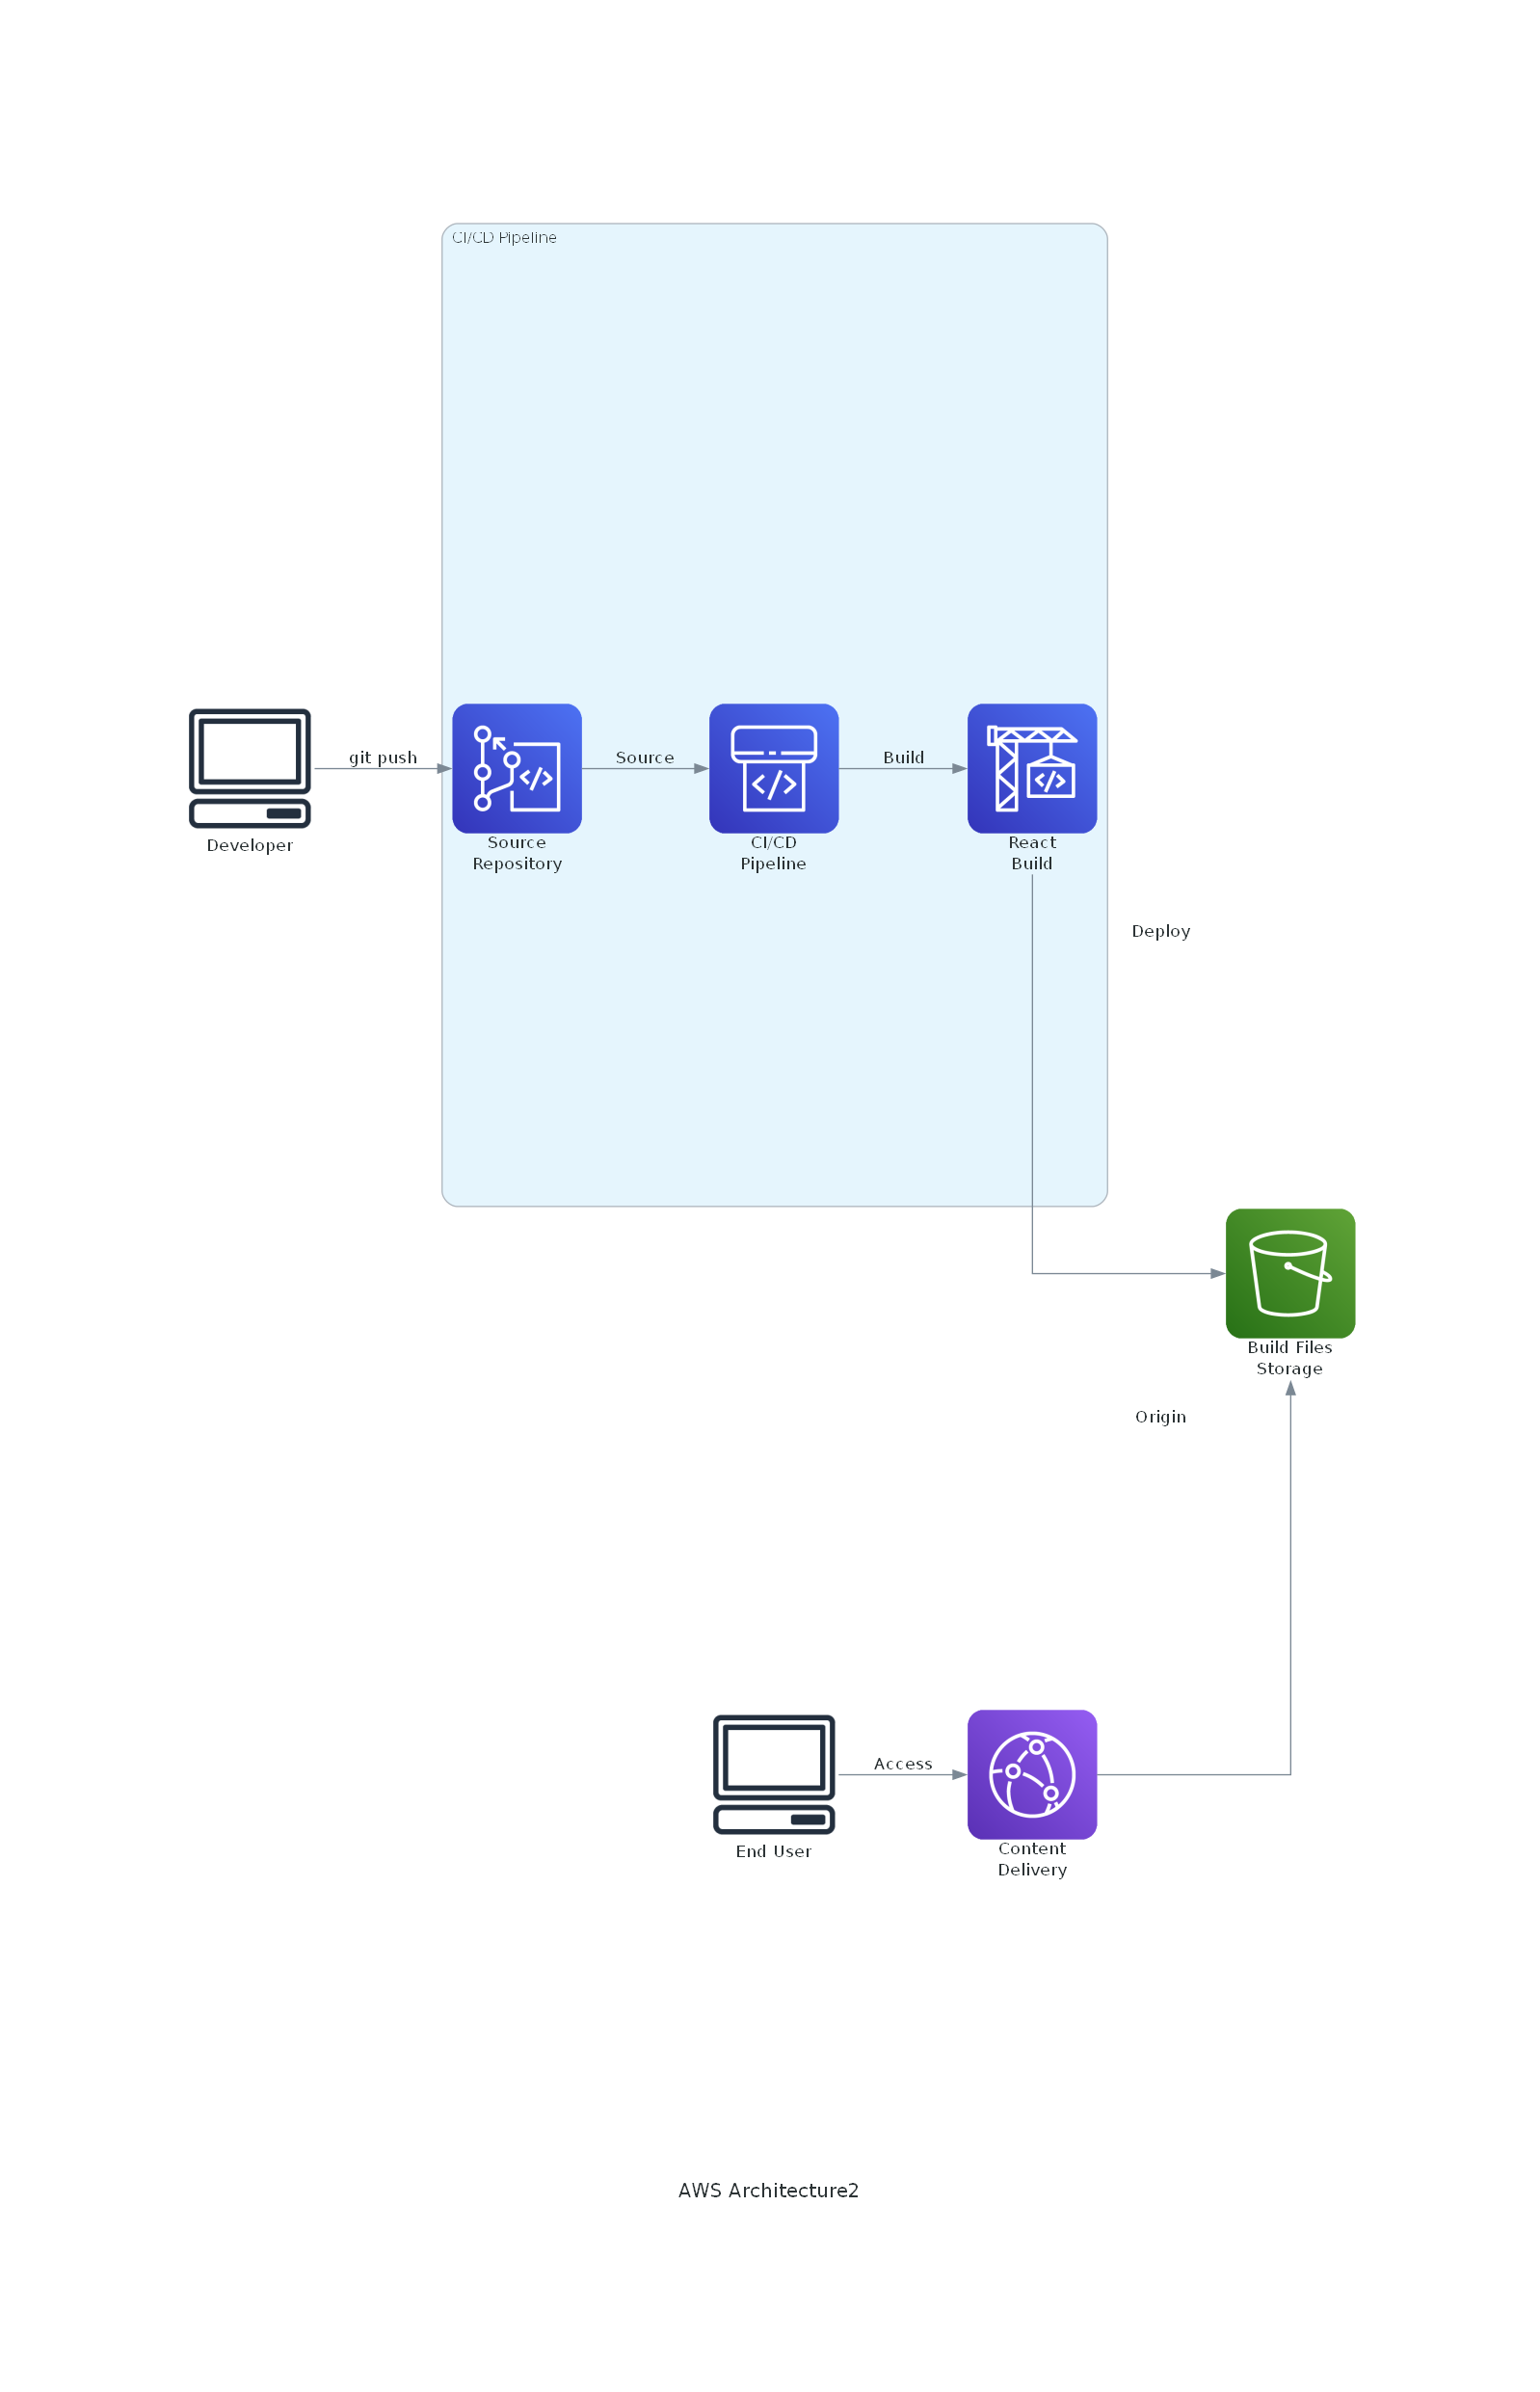 CI/CD Pipeline
git push
Source
Build
Developer
Source
Repository
CI/CD
Pipeline
React
Build
Deploy
Build Files
Storage
Origin
Access
End User
Content
Delivery
AWS Architecture2